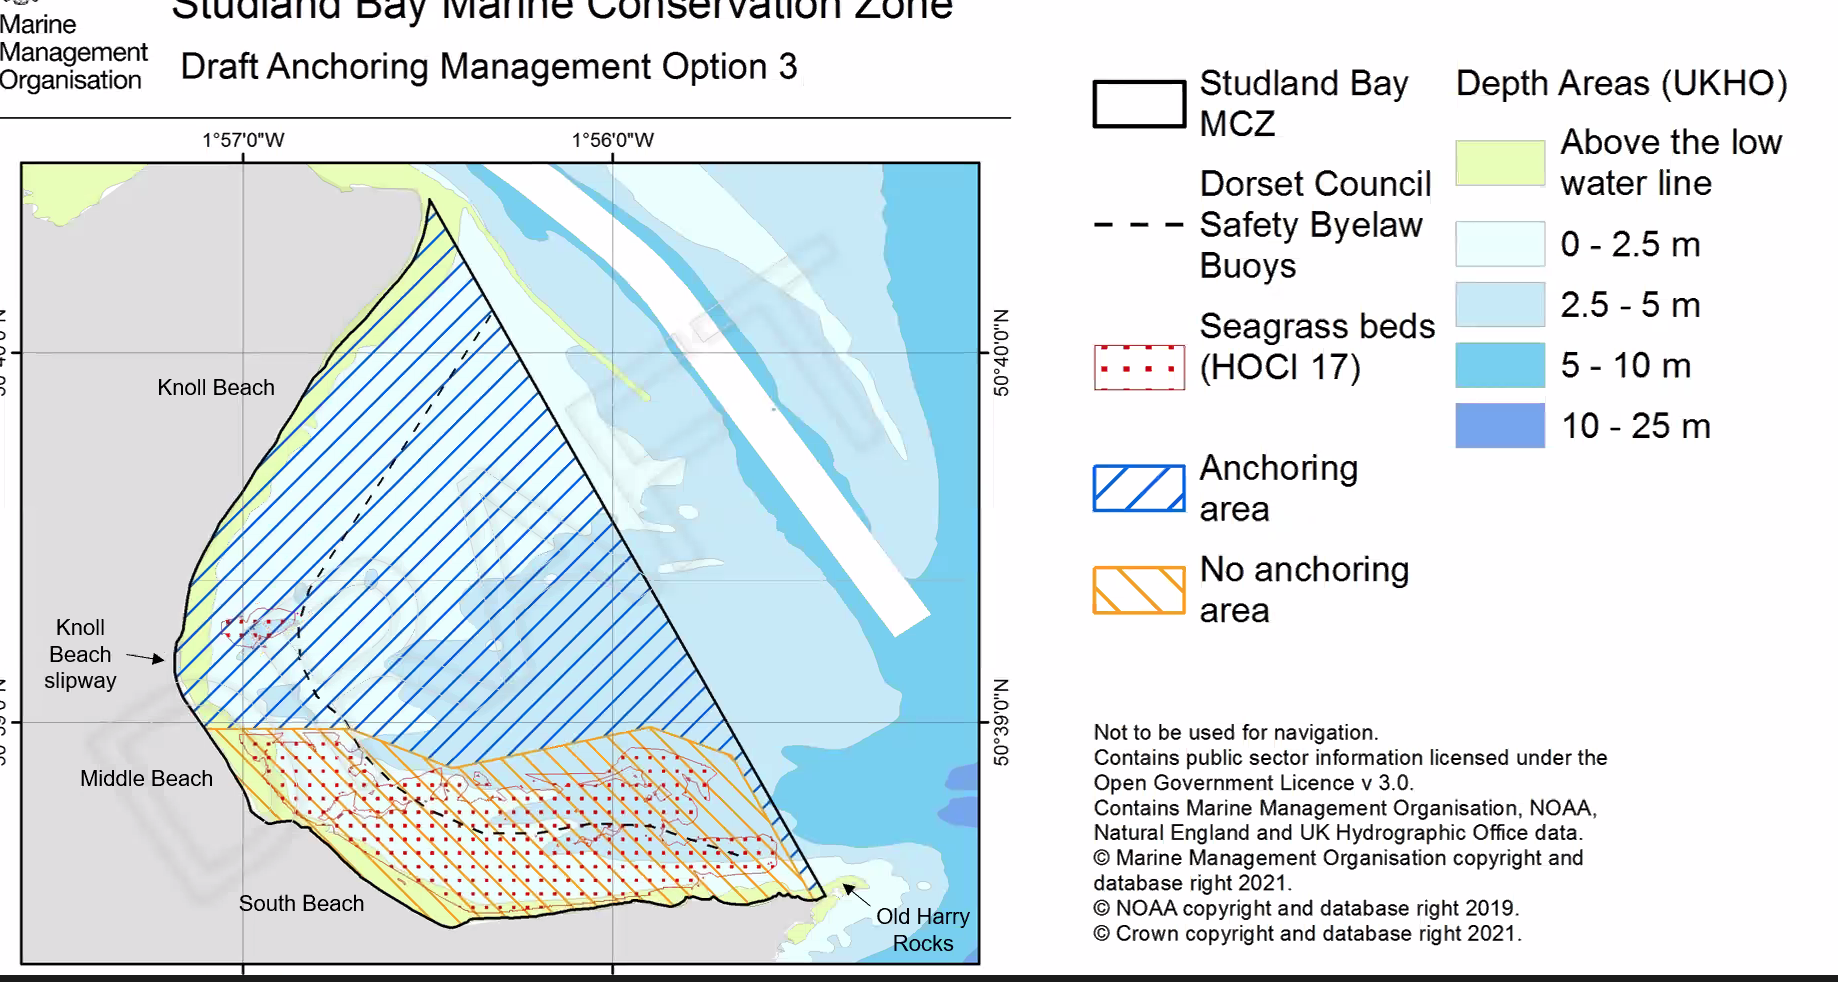 Studland Bay Marine Conservation Zone
Marine
Management
Organisation
Draft Anchoring Management Option 3
1°57'0"W
1°56'0"W
50°40'0"N
50°39'0"N
Knoll Beach
Knoll
Beach
slipway
Middle Beach
South Beach
Old Harry
Rocks
Studland Bay
MCZ
Dorset Council
Safety Byelaw
Buoys
Seagrass beds
(HOCI 17)
Anchoring
area
No anchoring
area
Depth Areas (UKHO)
Above the low
water line
0 - 2.5 m
2.5 - 5 m
5 - 10 m
10 - 25 m
Not to be used for navigation.
Contains public sector information licensed under the
Open Government Licence v 3.0.
Contains Marine Management Organisation, NOAA,
Natural England and UK Hydrographic Office data.
© Marine Management Organisation copyright and
database right 2021.
© NOAA copyright and database right 2019.
© Crown copyright and database right 2021.